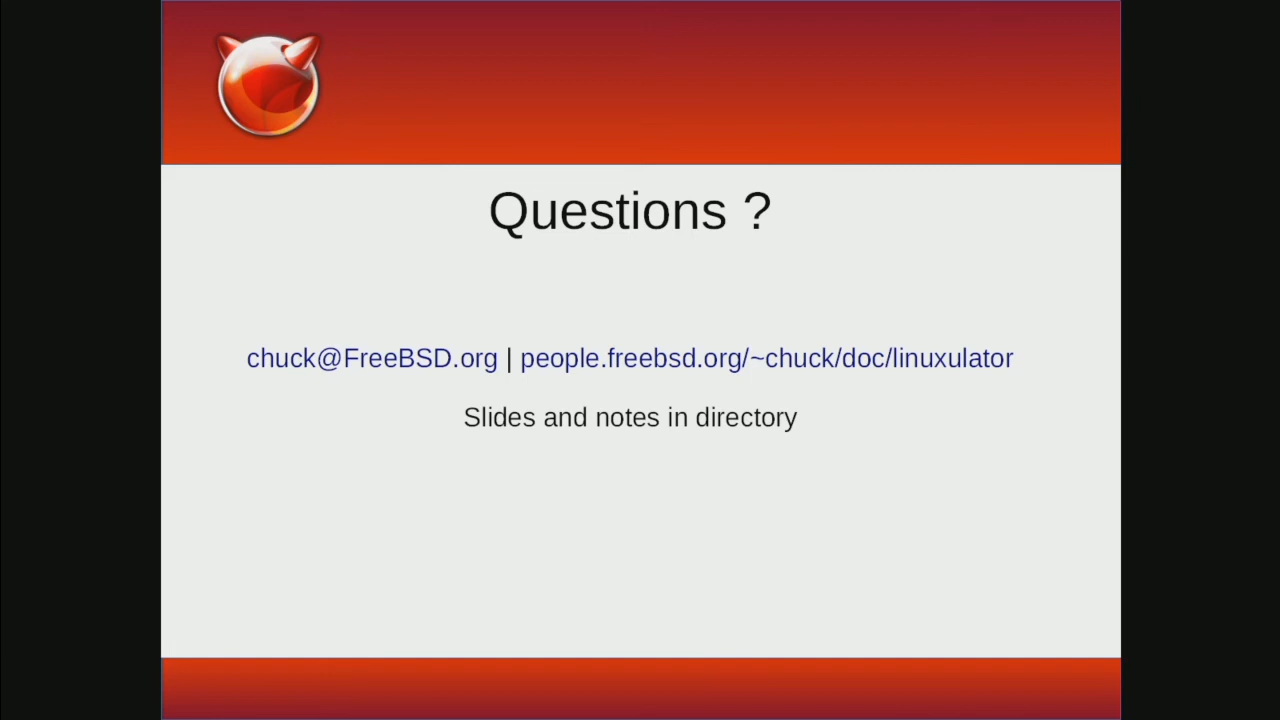 Questions ?
chuck@FreeBSD.org | people.freebsd.org/~chuck/doc/linuxulator
Slides and notes in directory